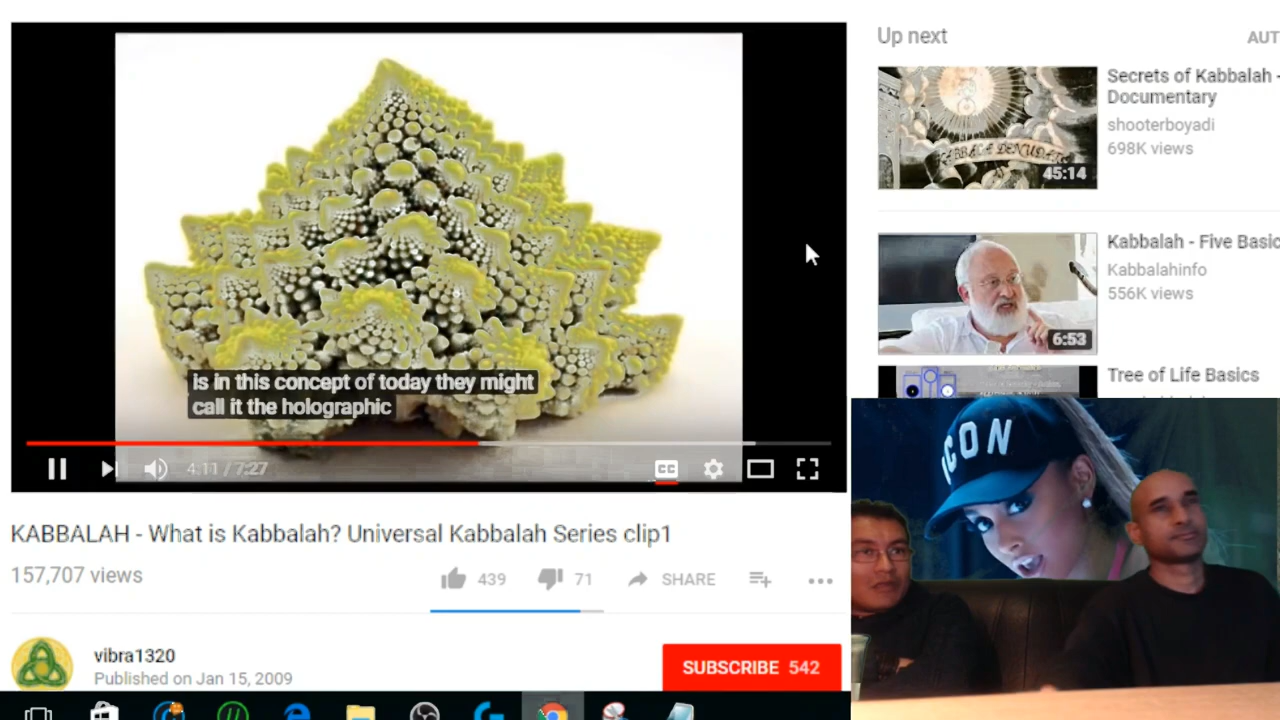 is in this concept of today they might
call it the holographic
4:11 / 7:27
CC
KABBALAH - What is Kabbalah? Universal Kabbalah Series clip1
157,707 views
439
71
SHARE
vibra1320
Published on Jan 15, 2009
SUBSCRIBE 542
Up next
AUT
Secrets of Kabbalah -
Documentary
shooterboyadi
698K views
KABBALA DENUDATA
45:14
Kabbalah - Five Basic
Kabbalahinfo
556K views
6:53
Tree of Life Basics
ICON